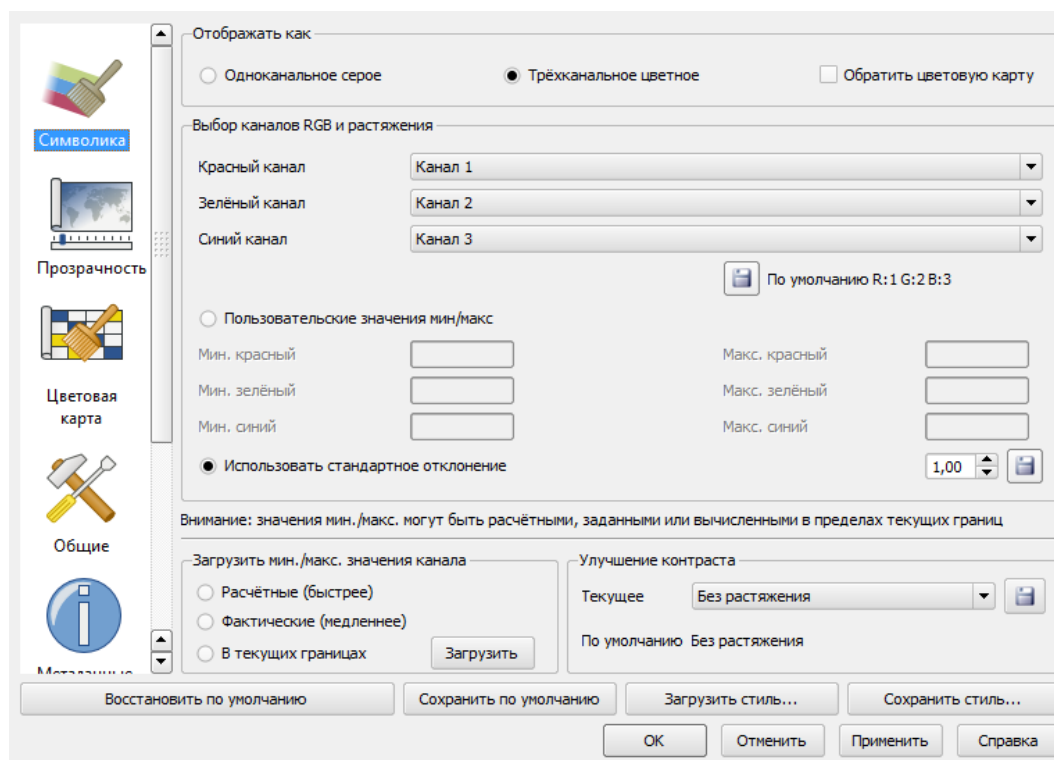 Символика
Прозрачность
Цветовая
карта
Общие
Метаданные
Отображать как
Одноканальное серое
Трёхканальное цветное
Обратить цветовую карту
Выбор каналов RGB и растяжения
Красный канал
Канал 1
Зелёный канал
Канал 2
Синий канал
Канал 3
По умолчанию R:1 G:2 B:3
Пользовательские значения мин/макс
Мин. красный
Макс. красный
Мин. зелёный
Макс. зелёный
Мин. синий
Макс. синий
Использовать стандартное отклонение
1,00
Внимание: значения мин./макс. могут быть расчётными, заданными или вычисленными в пределах текущих границ
Загрузить мин./макс. значения канала
Расчётные (быстрее)
Фактические (медленнее)
В текущих границах
Загрузить
Улучшение контраста
Текущее
Без растяжения
По умолчанию Без растяжения
Восстановить по умолчанию
Сохранить по умолчанию
Загрузить стиль...
Сохранить стиль...
OK
Отменить
Применить
Справка